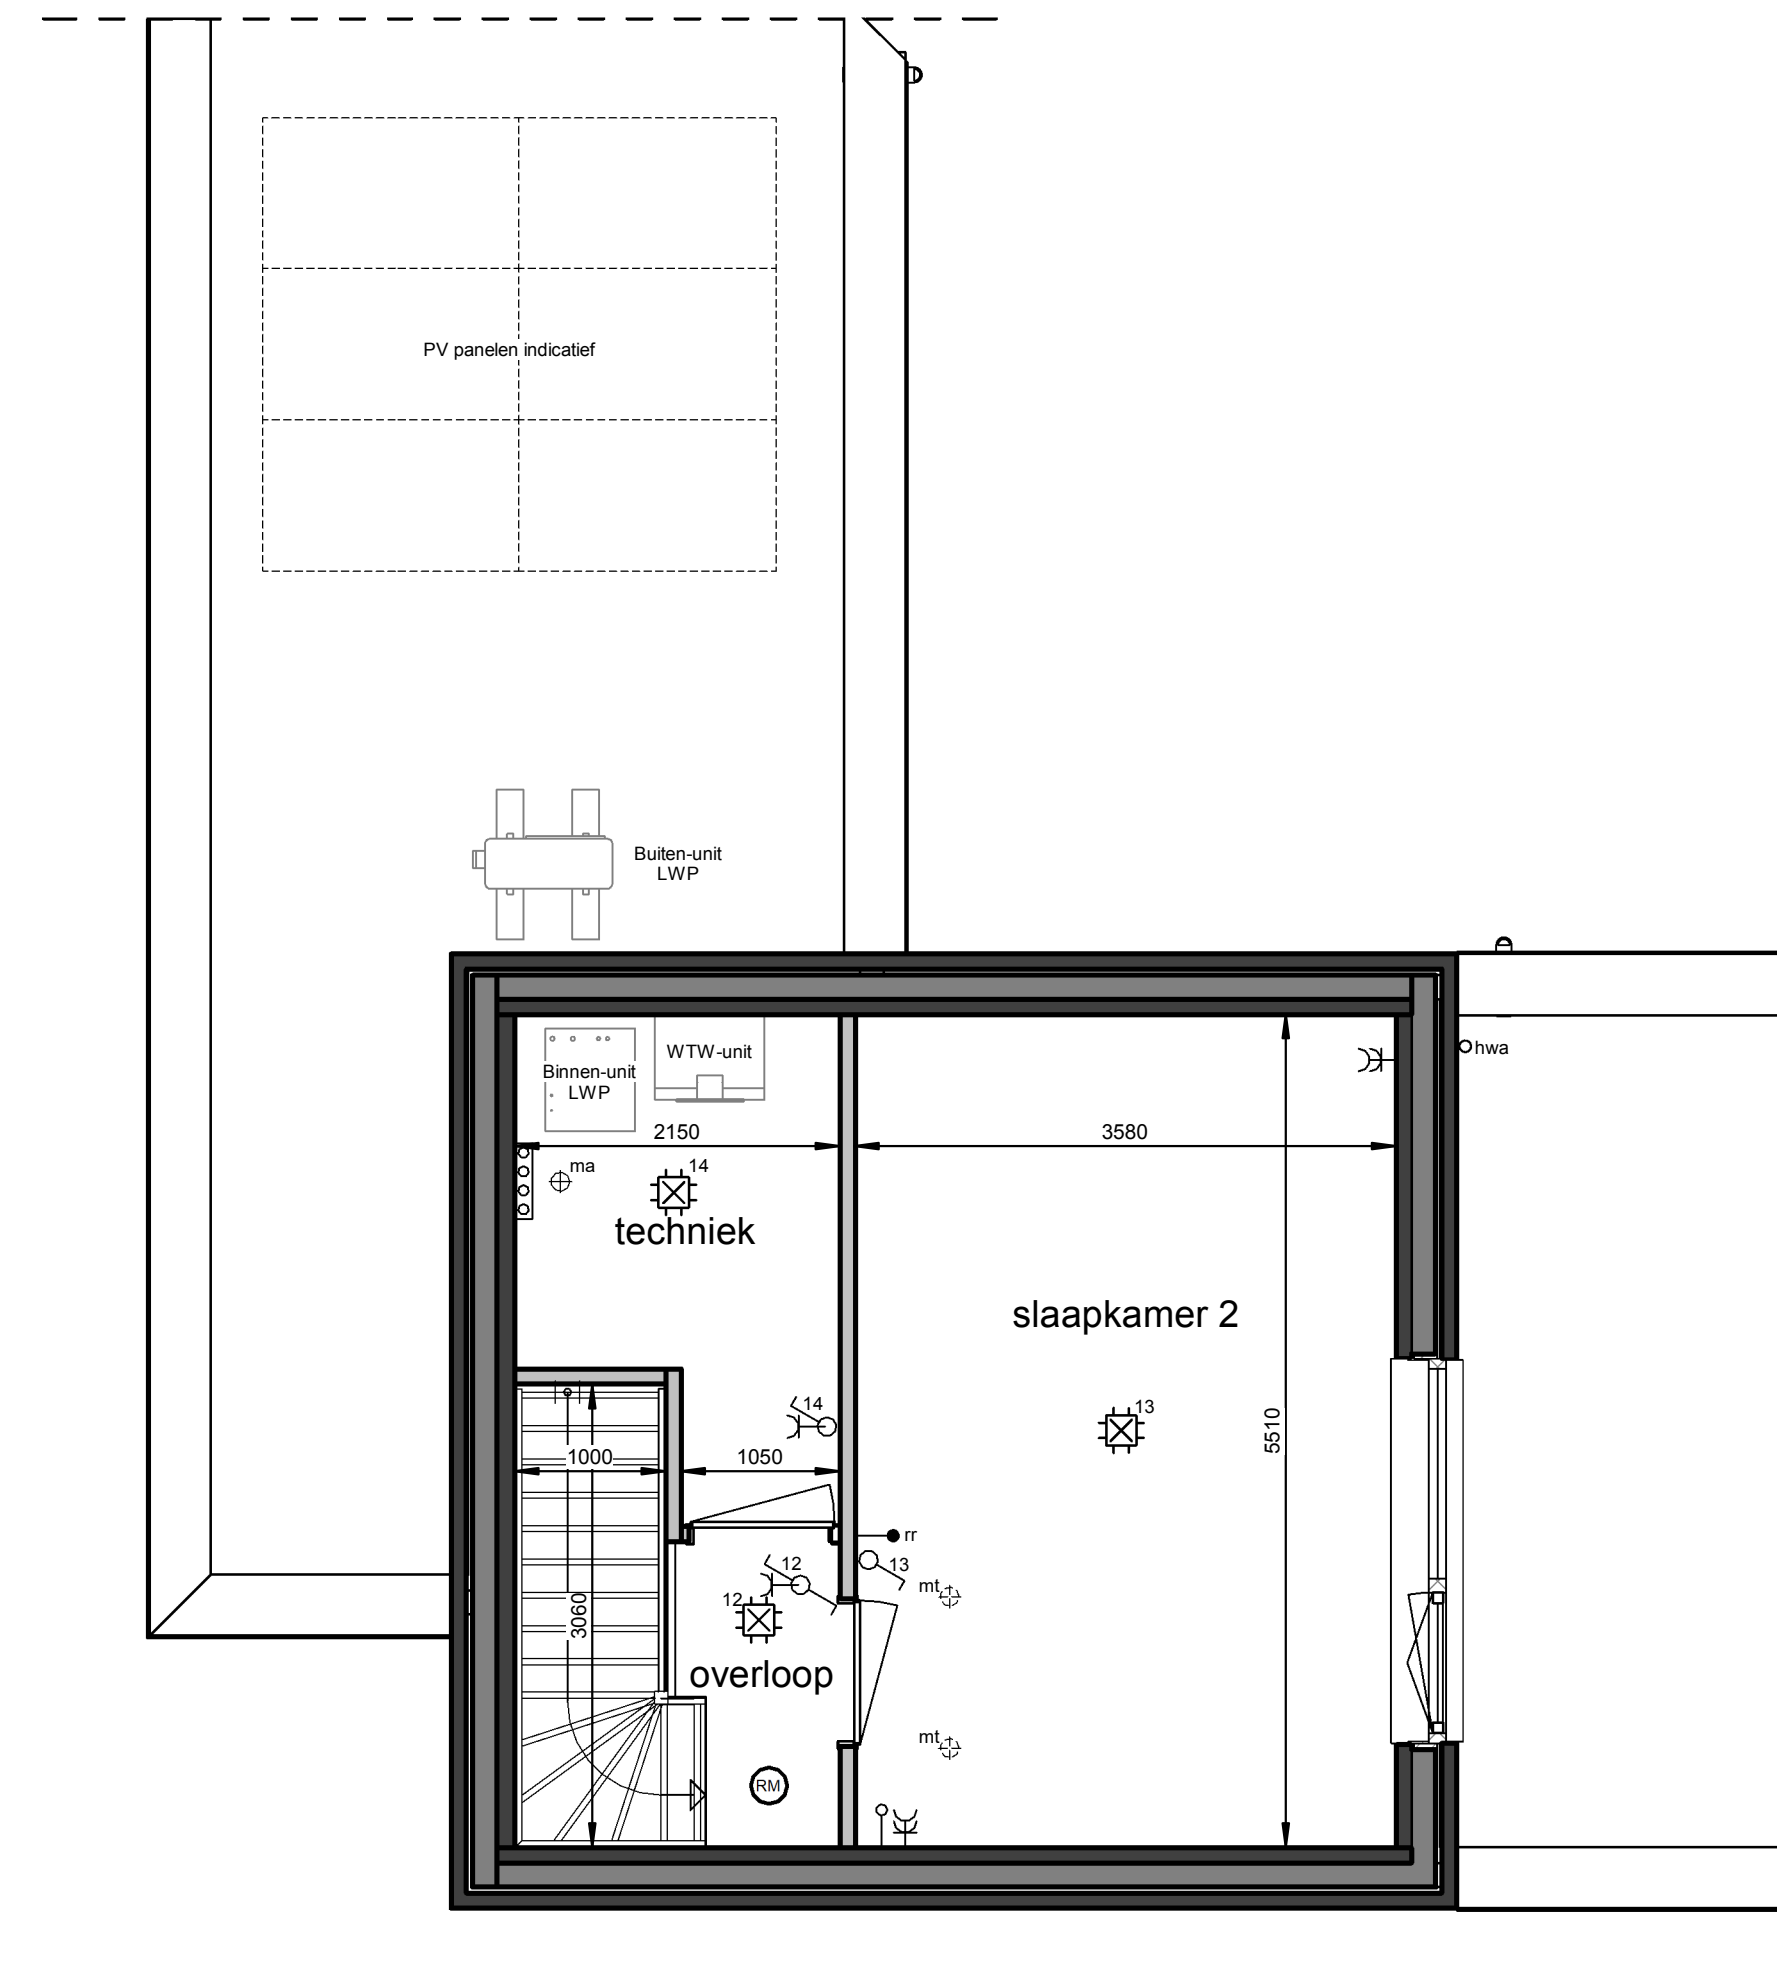 PV panelen indicatief
Buiten-unit
LWP
Binnen-unit
LWP
WTW-unit
hwa
2150
3580
ma
14
techniek
slaapkamer 2
14
13
5510
1000
1050
rr
12
13
mt
12
3060
overloop
mt
RM